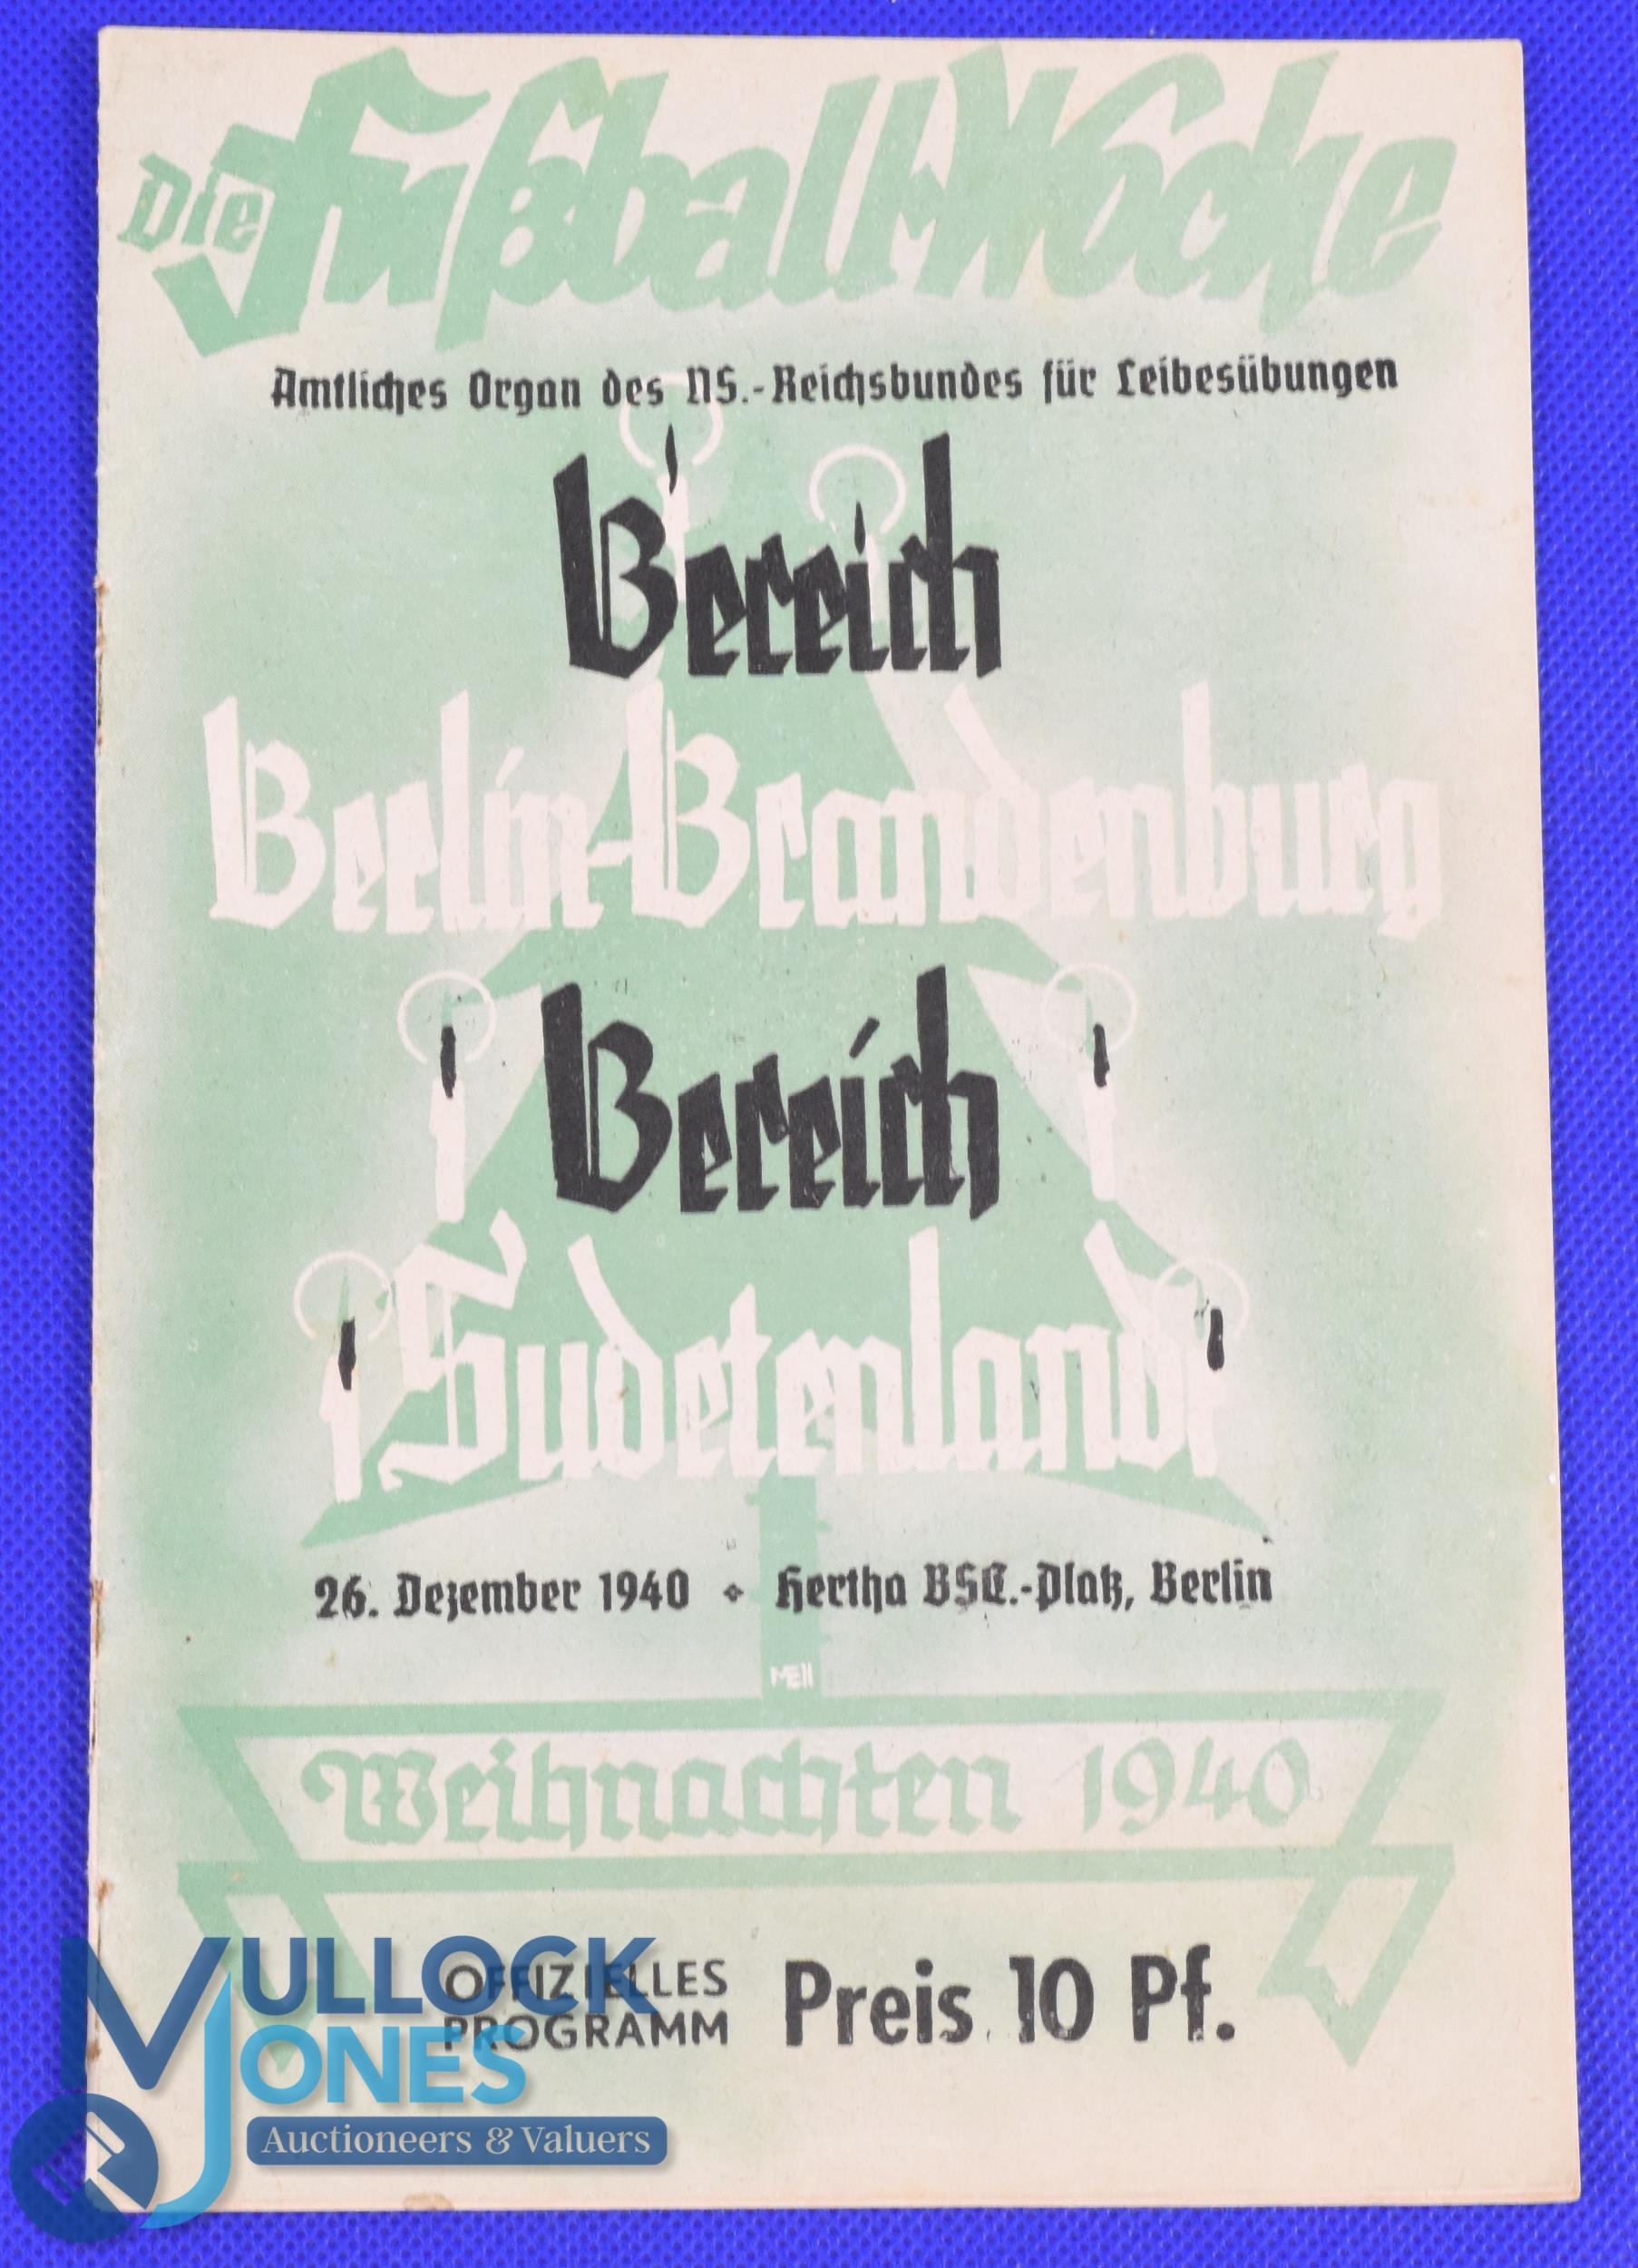 Die Fußball-Woche
Amtliches Organ des NS.-Reichsbundes für Leibesübungen
Bereich
Berlin-Brandenburg
Bereich
Sudetenland
26. Dezember 1940 ⋄ Hertha BSC.-Platz, Berlin
MEII
Weihnachten 1940
OFFIZIELLES
PROGRAMM
Preis 10 Pf.
MULLOCK
JONES
Auctioneers & Valuers